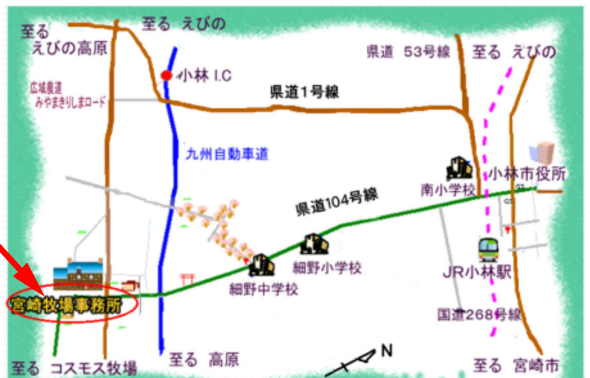 至る
えびの高原
至る えびの
県道 53号線
至る えびの
小林 I.C
県道1号線
広域農道
みやまきりしまロード
九州自動車道
小林市役所
南小学校
県道104号線
細野小学校
JR小林駅
細野中学校
宮崎牧場事務所
国道268号線
N
至る コスモス牧場
至る 高原
至る 宮崎市